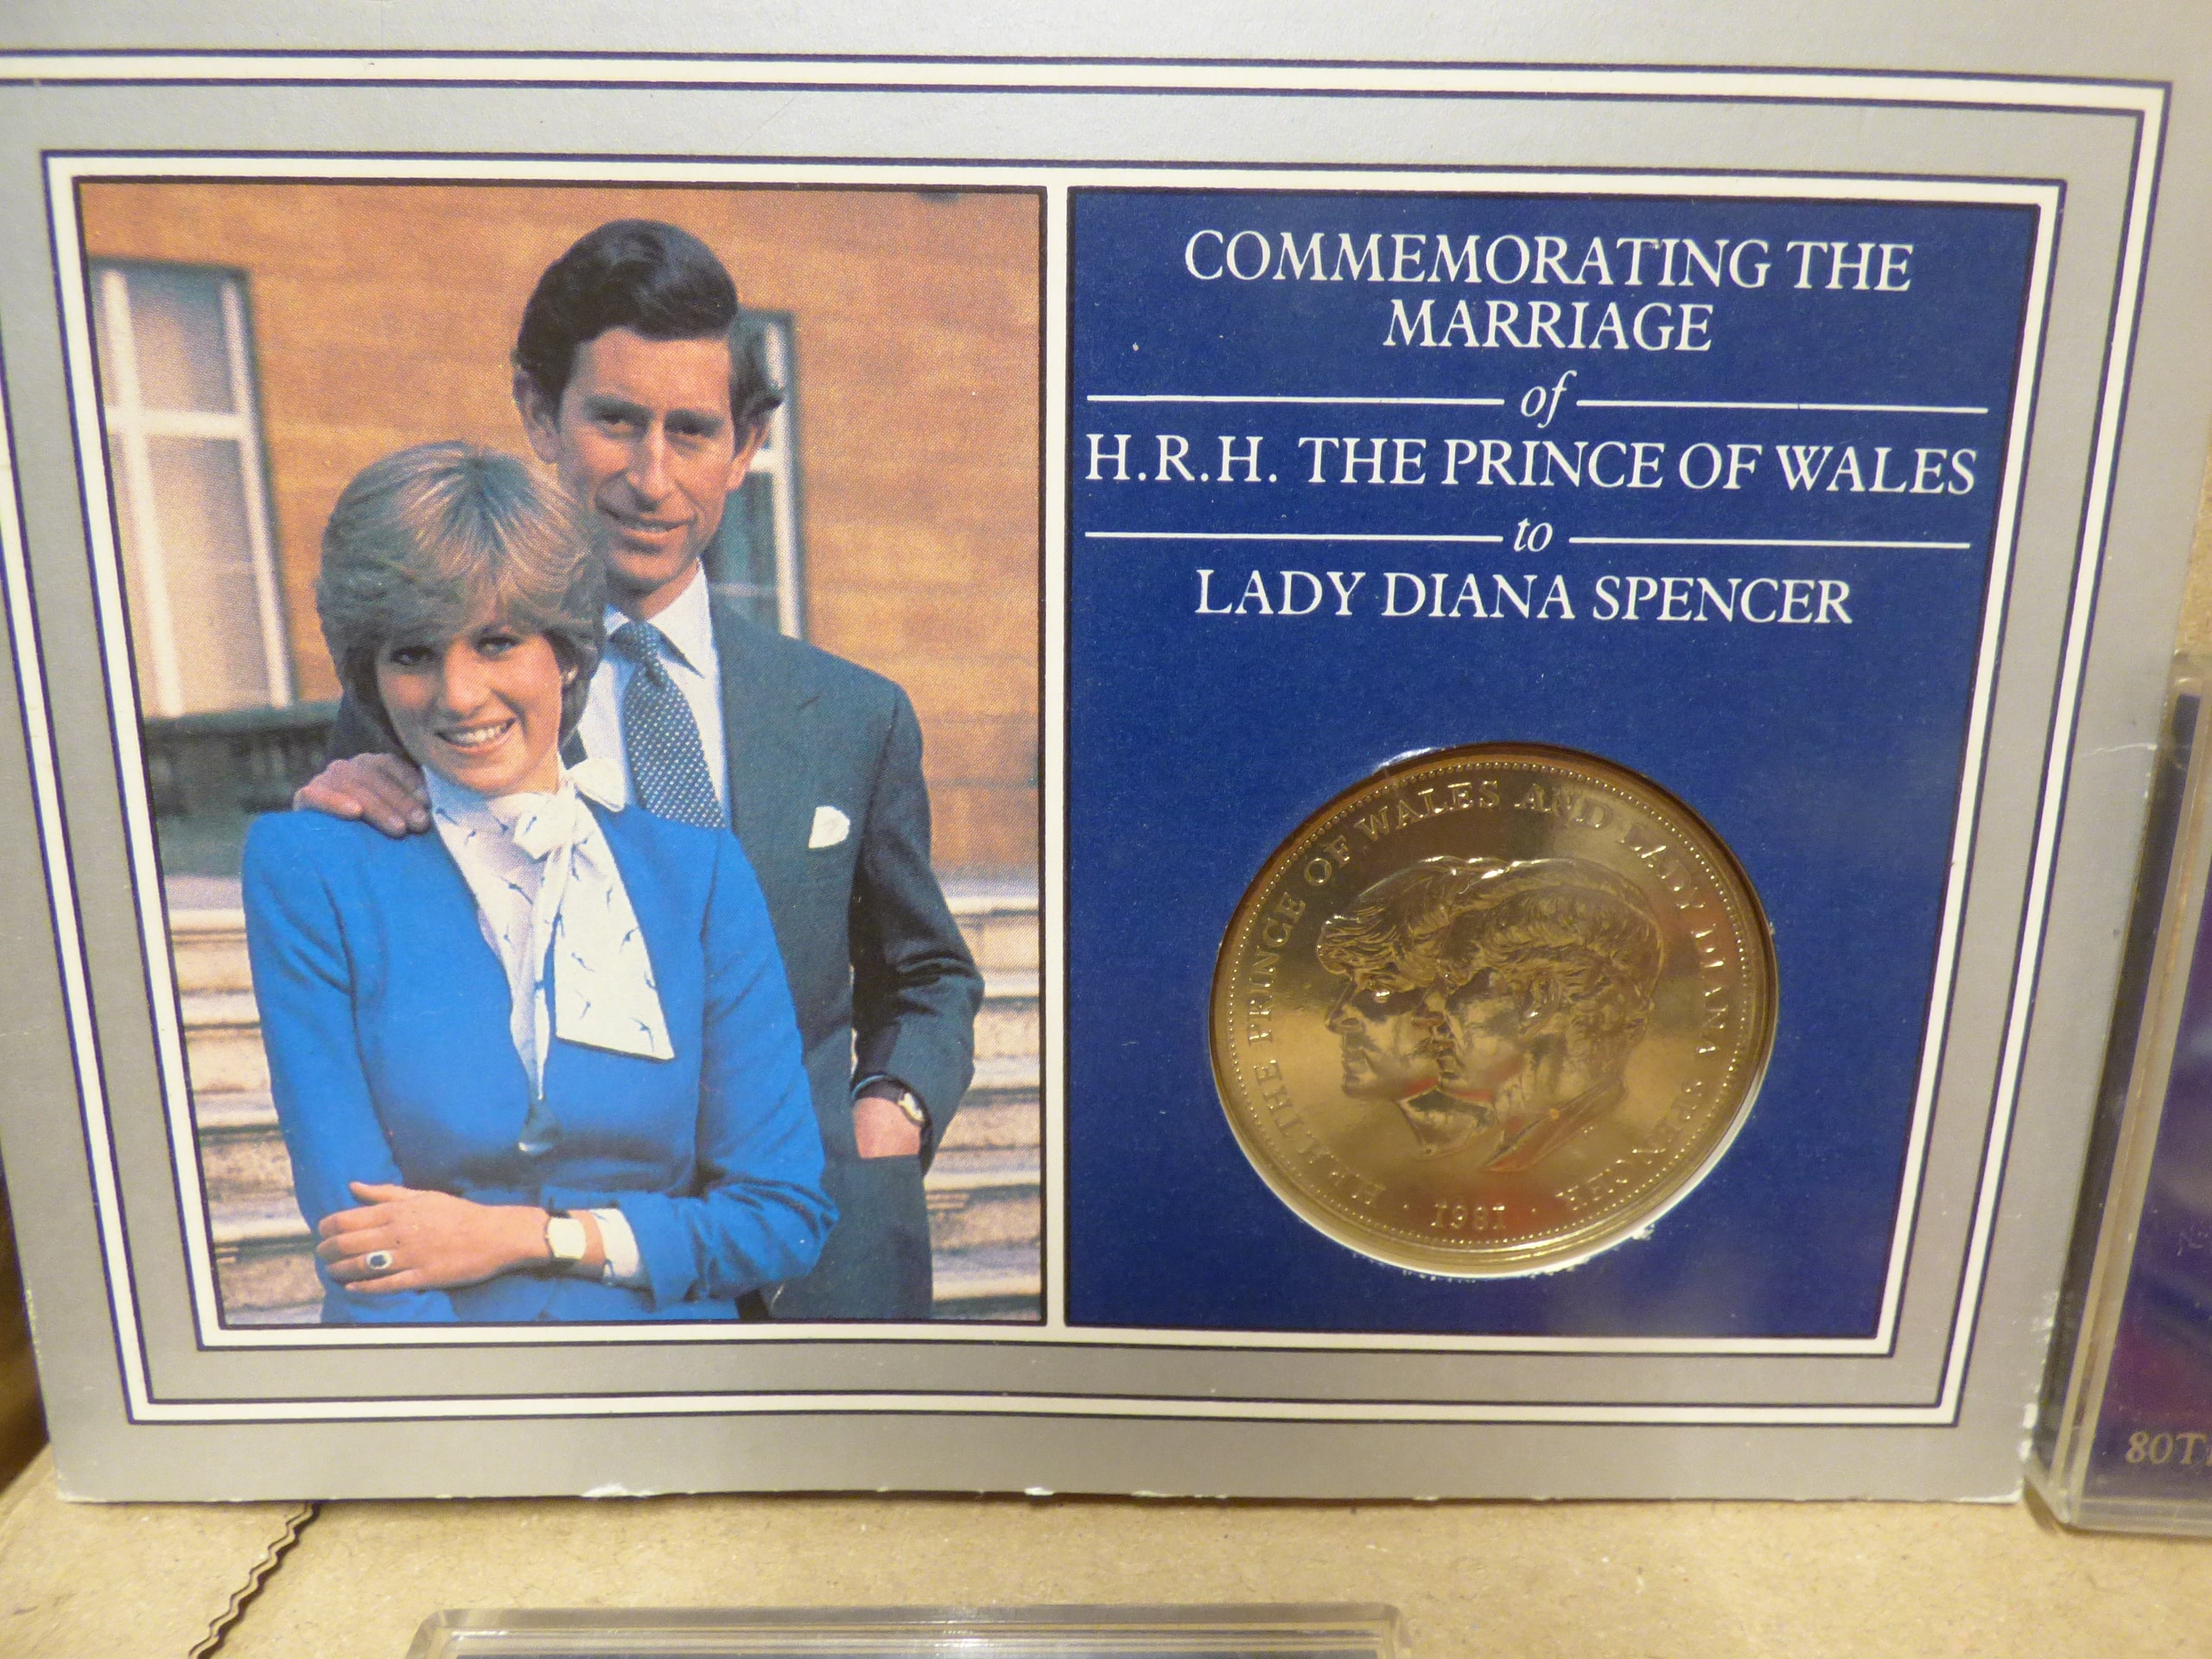 COMMEMORATING THE
MARRIAGE
of
H.R.H. THE PRINCE OF WALES
to
LADY DIANA SPENCER
H.R.H. THE PRINCE OF WALES AND LADY DIANA SPENCER
· 1981 ·